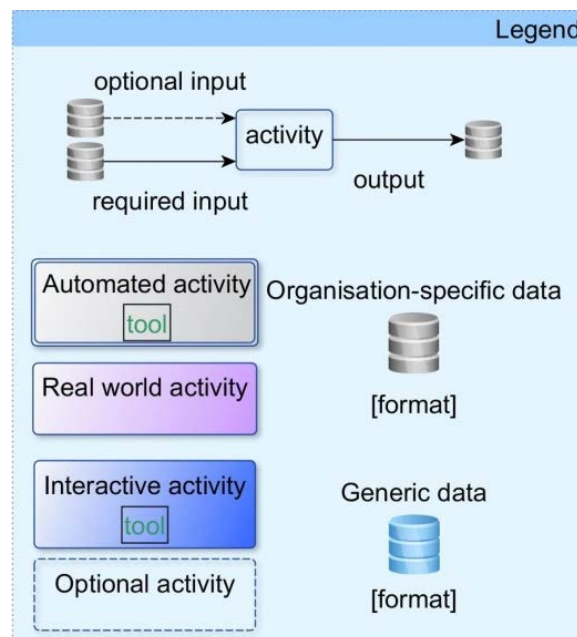 Legend
optional input
activity
output
required input
Automated activity
tool
Organisation-specific data
[format]
Real world activity
Interactive activity
tool
Generic data
[format]
Optional activity